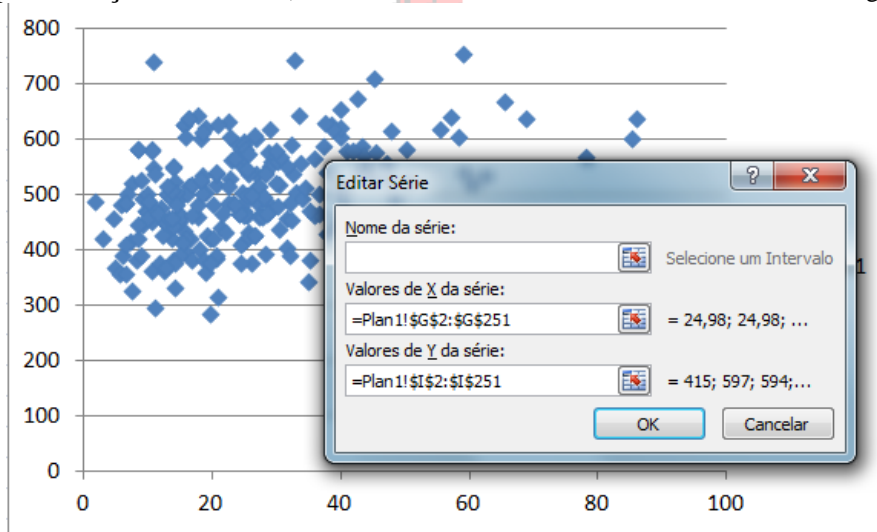 800
700
600
500
400
300
200
100
0
0 20 40 60 80 100
Editar Série
Nome da série:
Selecione um Intervalo
Valores de X da série:
=Plan1!$G$2:$G$251 = 24,98; 24,98; ...
Valores de Y da série:
=Plan1!$I$2:$I$251 = 415; 597; 594;...
OK Cancelar
1